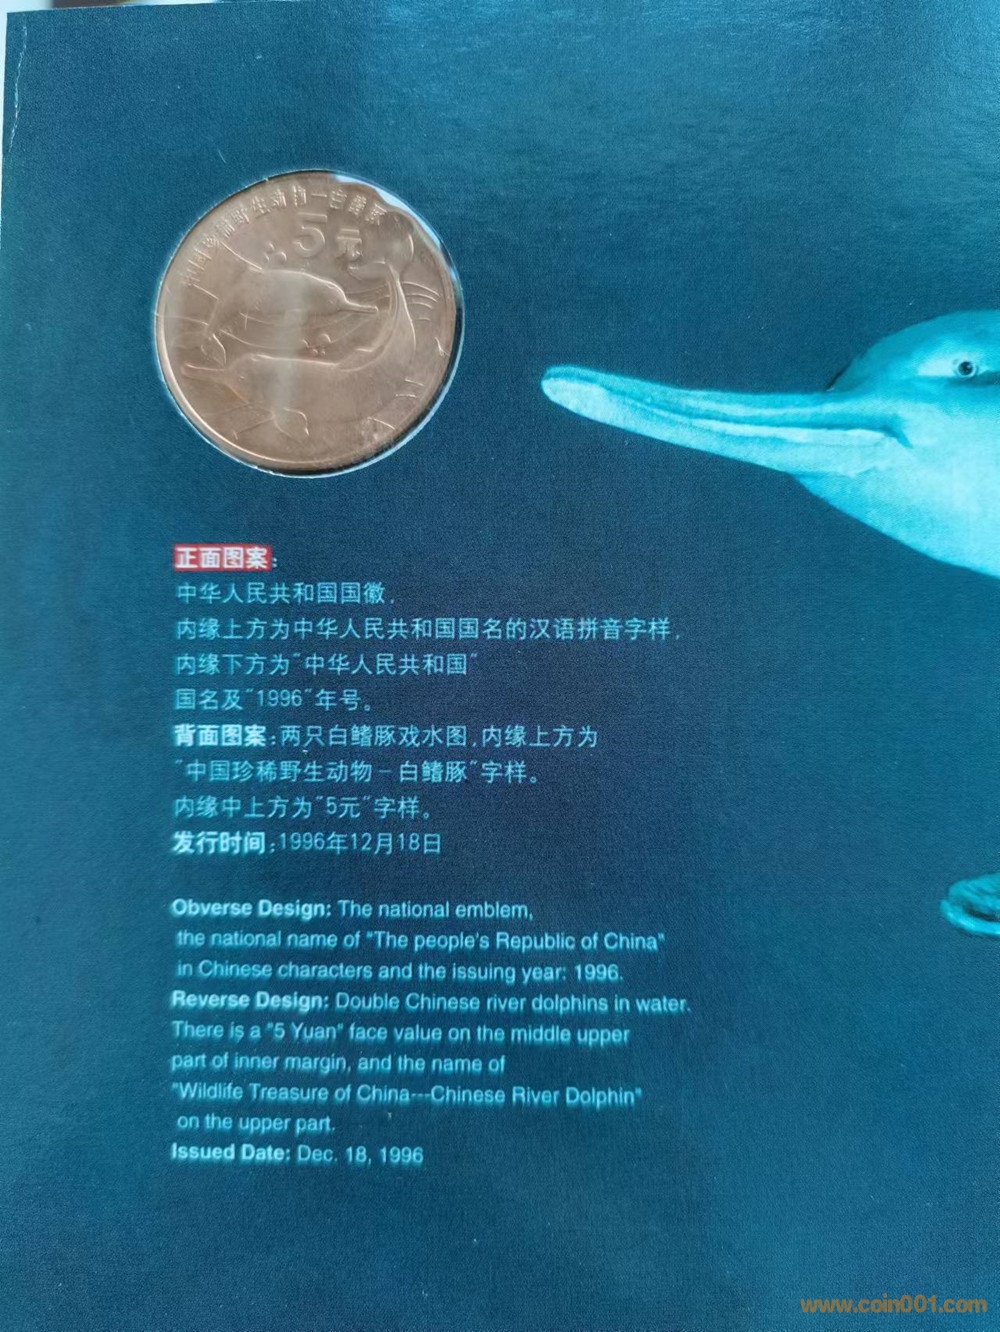 中国珍稀野生动物－白鳍豚
5元
正面图案：
中华人民共和国国徽，
内缘上方为中华人民共和国国名的汉语拼音字样，
内缘下方为"中华人民共和国"
国名及"1996"年号。
背面图案：两只白鳍豚戏水图，内缘上方为
"中国珍稀野生动物－白鳍豚"字样。
内缘中上方为"5元"字样。
发行时间：1996年12月18日
Obverse Design: The national emblem,
the national name of "The people's Republic of China"
in Chinese characters and the issuing year: 1996.
Reverse Design: Double Chinese river dolphins in water.
There is a "5 Yuan" face value on the middle upper
part of inner margin, and the name of
"Wildlife Treasure of China---Chinese River Dolphin"
on the upper part.
Issued Date: Dec. 18, 1996
www.coin001.com